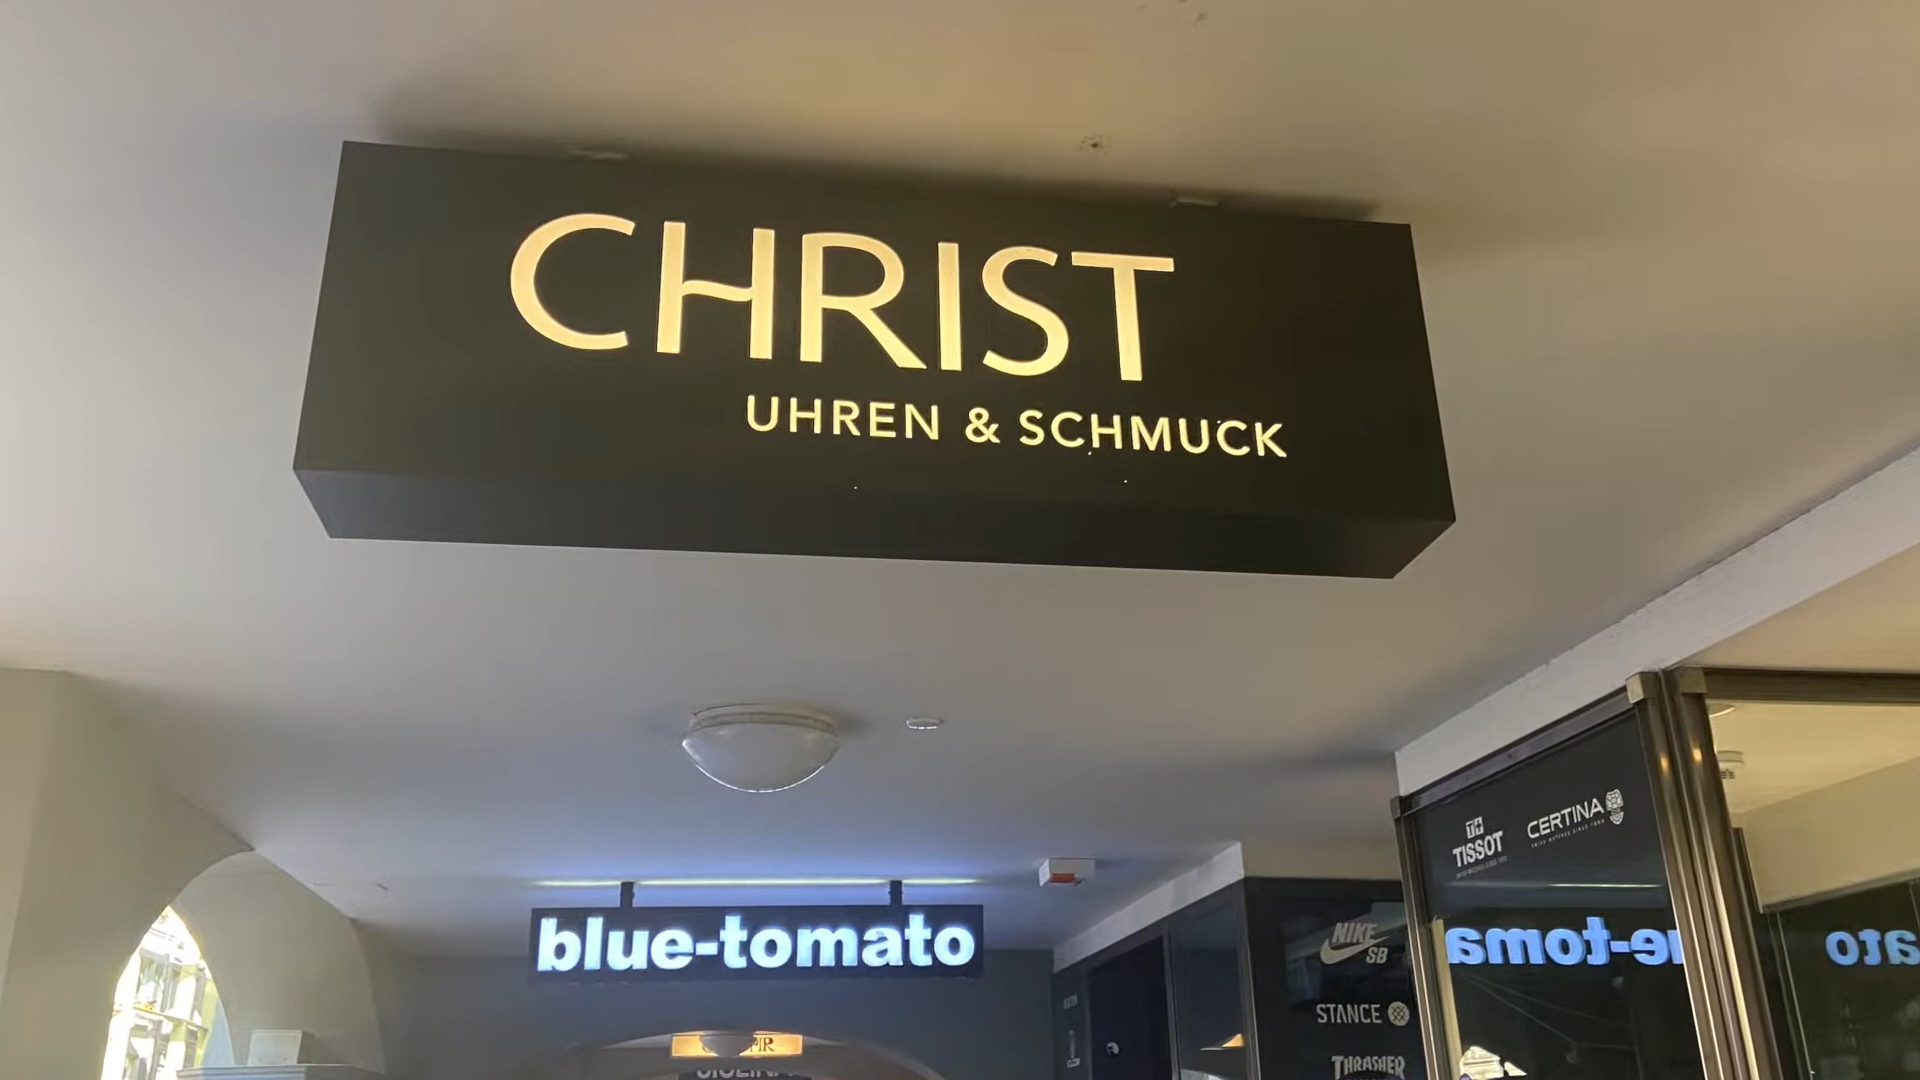 CHRIST
UHREN & SCHMUCK
blue-tomato
TISSOT
CERTINA
NIKE
SB
STANCE
THRASHER